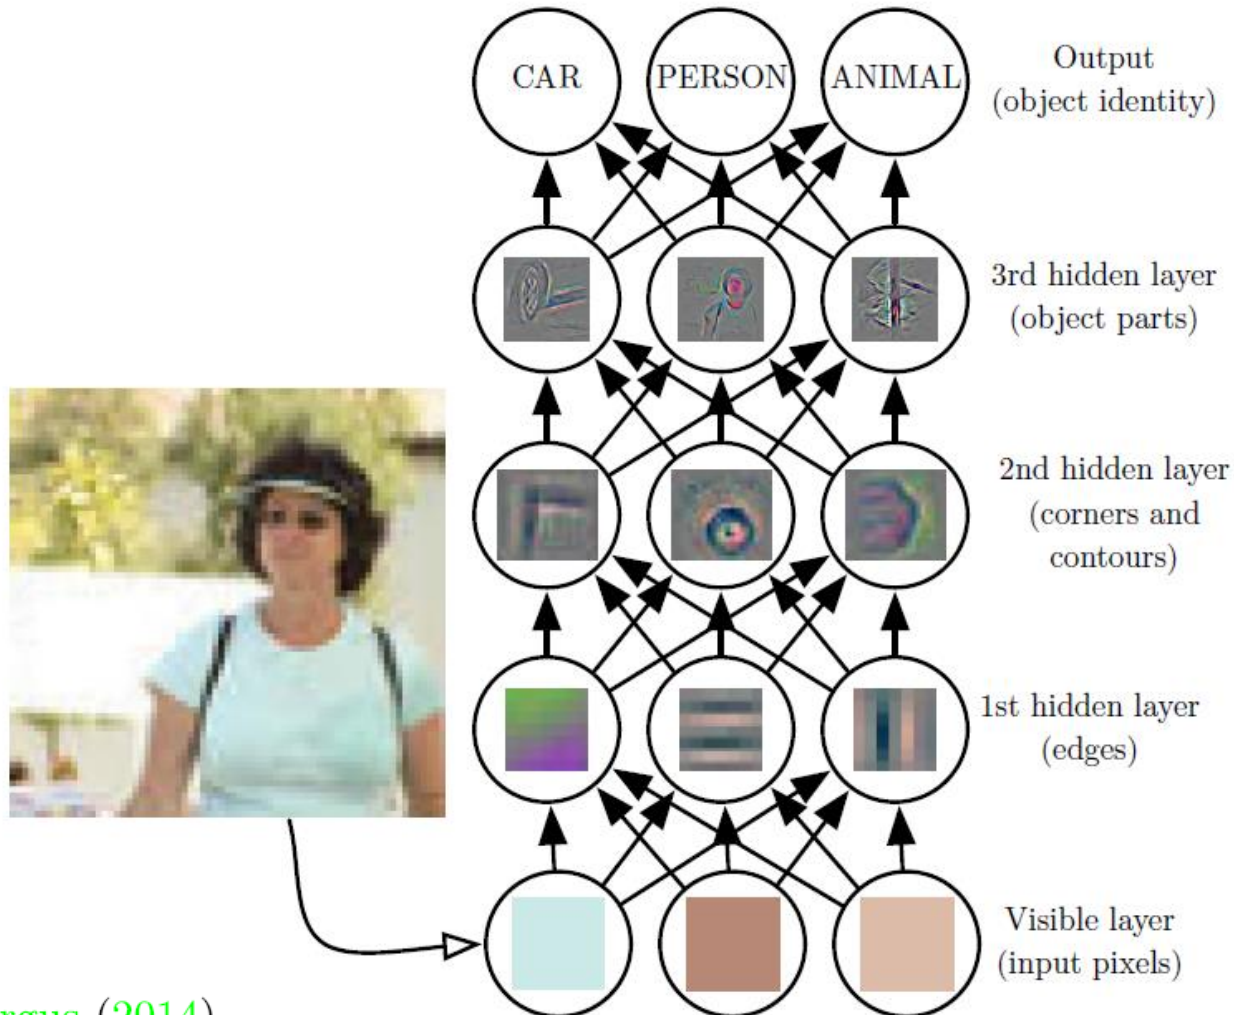 CAR PERSON ANIMAL
Output
(object identity)
3rd hidden layer
(object parts)
2nd hidden layer
(corners and
contours)
1st hidden layer
(edges)
Visible layer
(input pixels)
(2014)